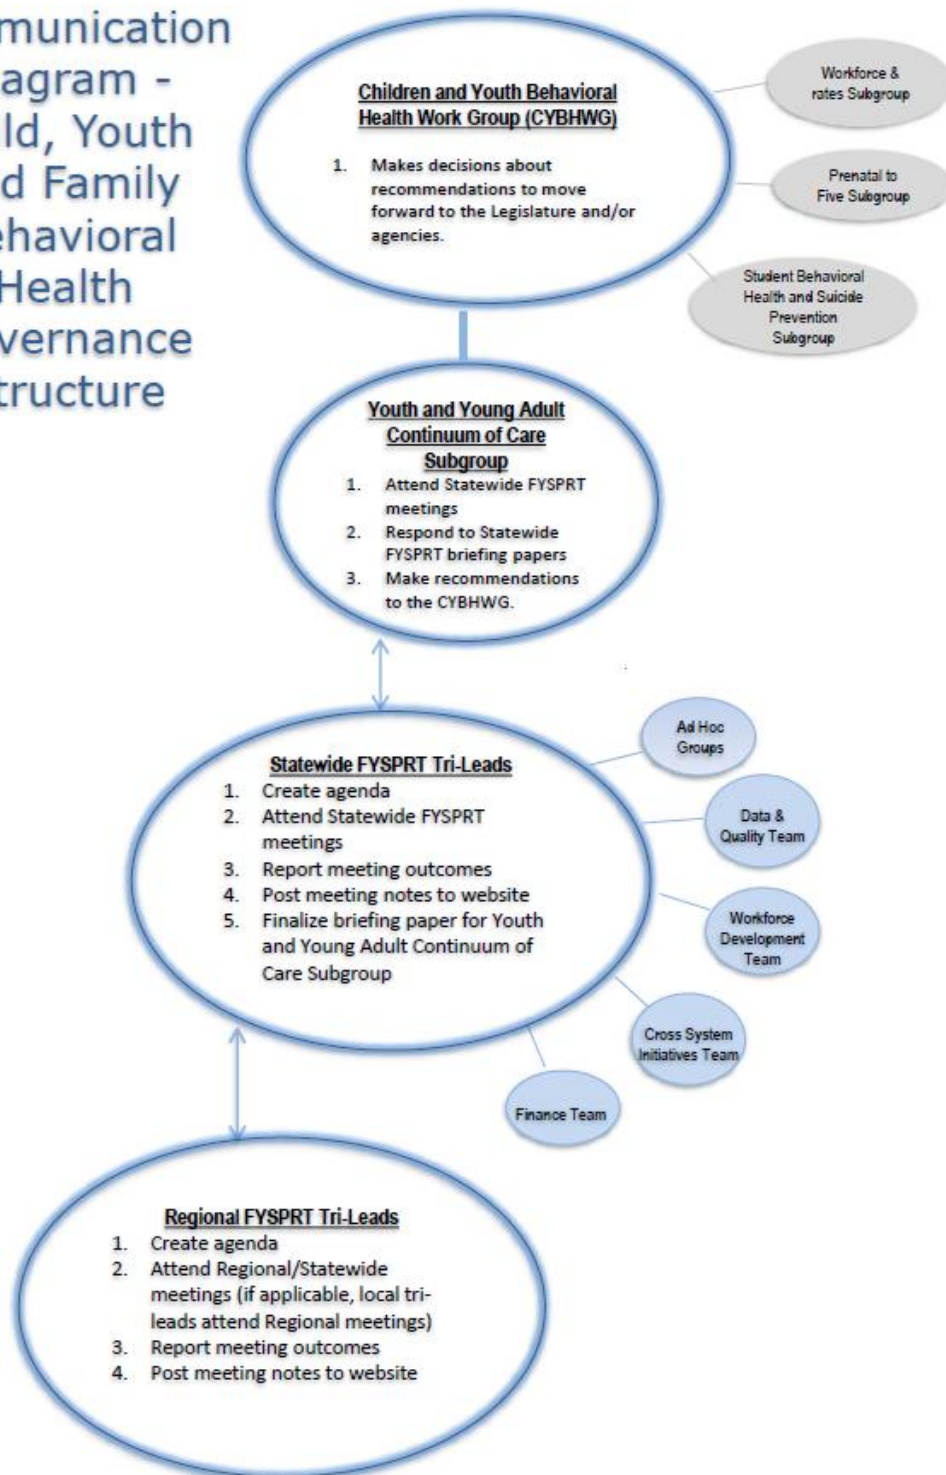 munication
agram -
ld, Youth
d Family
ehavioral
Health
vernance
tructure
Children and Youth Behavioral
Health Work Group (CYBHWG)
1. Makes decisions about
recommendations to move
forward to the Legislature and/or
agencies.
Workforce &
rates Subgroup
Prenatal to
Five Subgroup
Student Behavioral
Health and Suicide
Prevention
Subgroup
Youth and Young Adult
Continuum of Care
Subgroup
1. Attend Statewide FYSPRT
meetings
2. Respond to Statewide
FYSPRT briefing papers
3. Make recommendations
to the CYBHWG.
Statewide FYSPRT Tri-Leads
1. Create agenda
2. Attend Statewide FYSPRT
meetings
3. Report meeting outcomes
4. Post meeting notes to website
5. Finalize briefing paper for Youth
and Young Adult Continuum of
Care Subgroup
Ad Hoc
Groups
Data &
Quality Team
Workforce
Development
Team
Cross System
Initiatives Team
Finance Team
Regional FYSPRT Tri-Leads
1. Create agenda
2. Attend Regional/Statewide
meetings (if applicable, local tri-
leads attend Regional meetings)
3. Report meeting outcomes
4. Post meeting notes to website